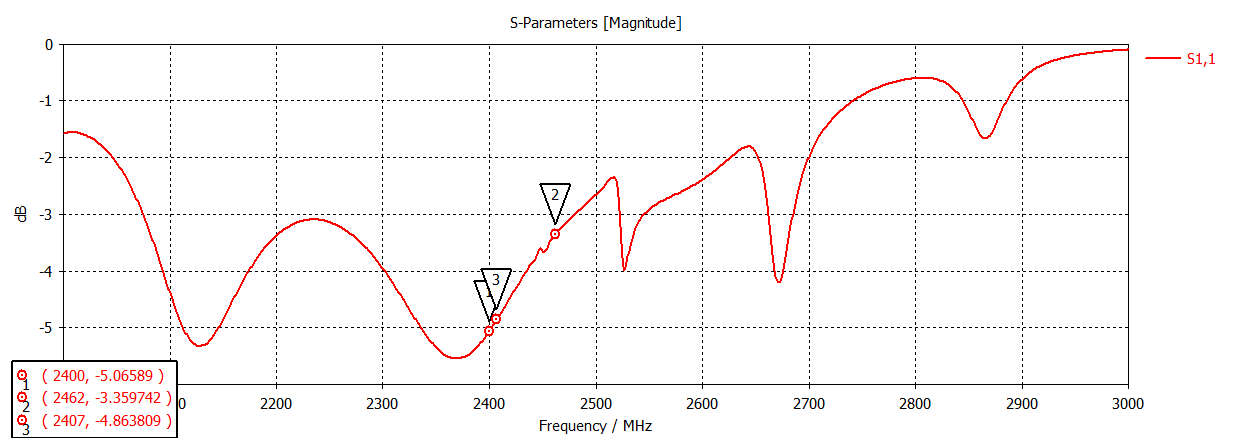 S-Parameters [Magnitude]
0
-1
-2
-3
-4
-5
dB
S1,1
2
3
1
1 ( 2400, -5.06589 )
2 ( 2462, -3.359742 )
3 ( 2407, -4.863809 )
2200 2300 2400 2500 2600 2700 2800 2900 3000
Frequency / MHz